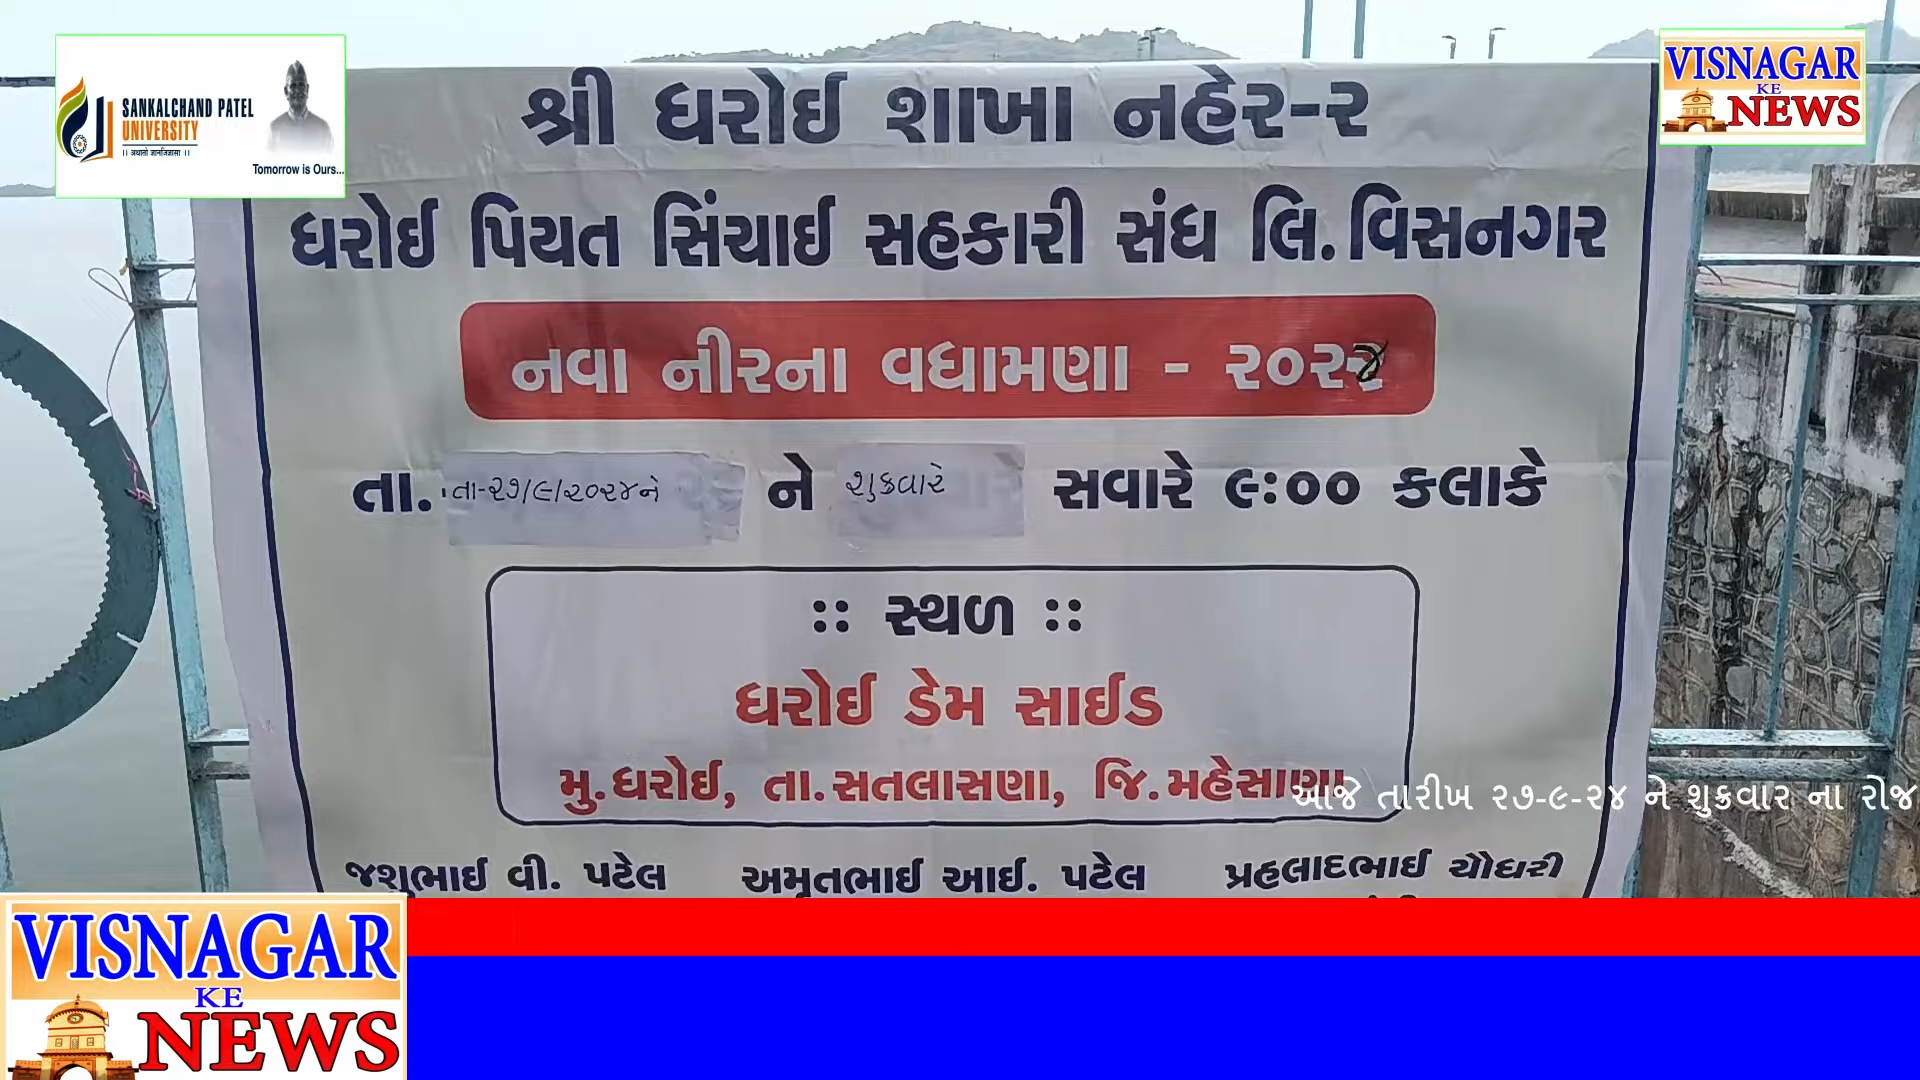 SANKALCHAND PATEL
UNIVERSITY
।। अथातो ज्ञानजिज्ञासा ।।
Tomorrow is Ours...
VISNAGAR
KE
NEWS
શ્રી ધરોઈ શાખા નહેર-૨
ધરોઈ પિયત સિંચાઈ સહકારી સંઘ લિ. વિસનગર
નવા નીરના વધામણા - ૨૦૨૪
તા. તા-૨૭/૯/૨૦૨૪ને ને શુક્રવારે સવારે ૯:૦૦ કલાકે
:: સ્થળ ::
ધરોઈ ડેમ સાઈડ
મુ.ધરોઈ, તા.સતલાસણા, જિ.મહેસાણા
આજે તારીખ ૨૭-૯-૨૪ ને શુક્રવાર ના રોજ
જશુભાઈ વી. પટેલ અમૃતભાઈ આઈ. પટેલ પ્રહલાદભાઈ ચૌધરી
VISNAGAR
KE
NEWS